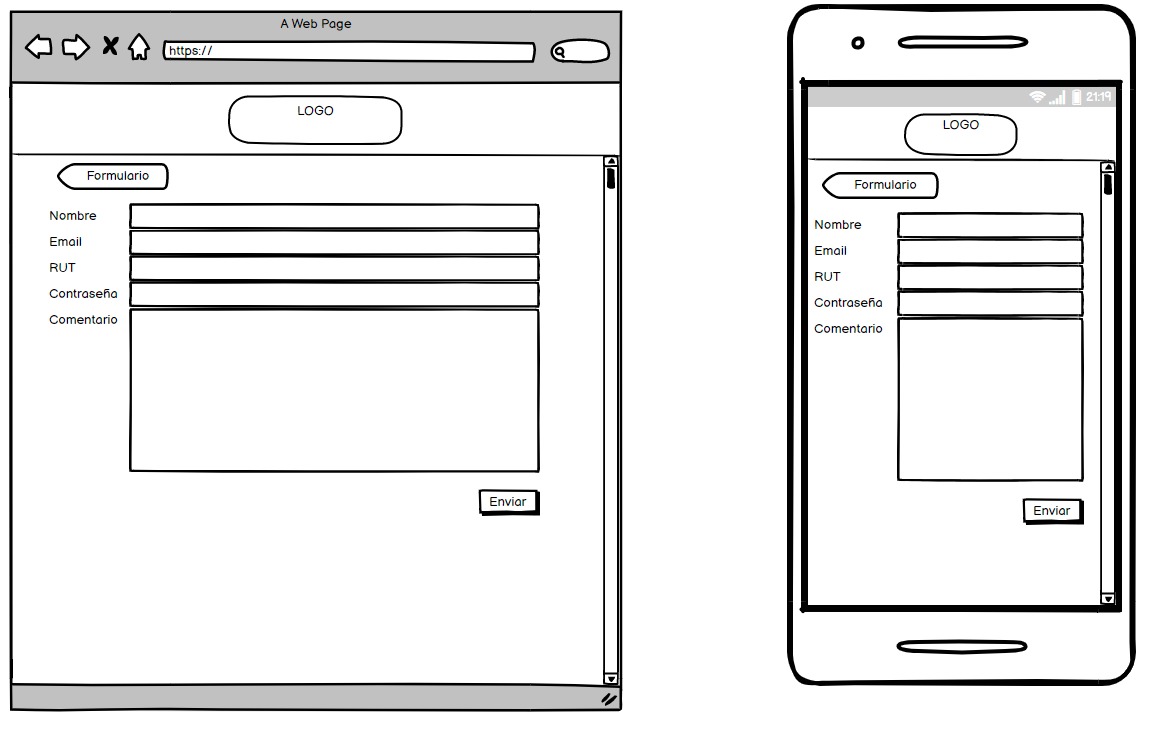 A Web Page
https://
LOGO
Formulario
Nombre
Email
RUT
Contraseña
Comentario
Enviar
21:19
LOGO
Formulario
Nombre
Email
RUT
Contraseña
Comentario
Enviar